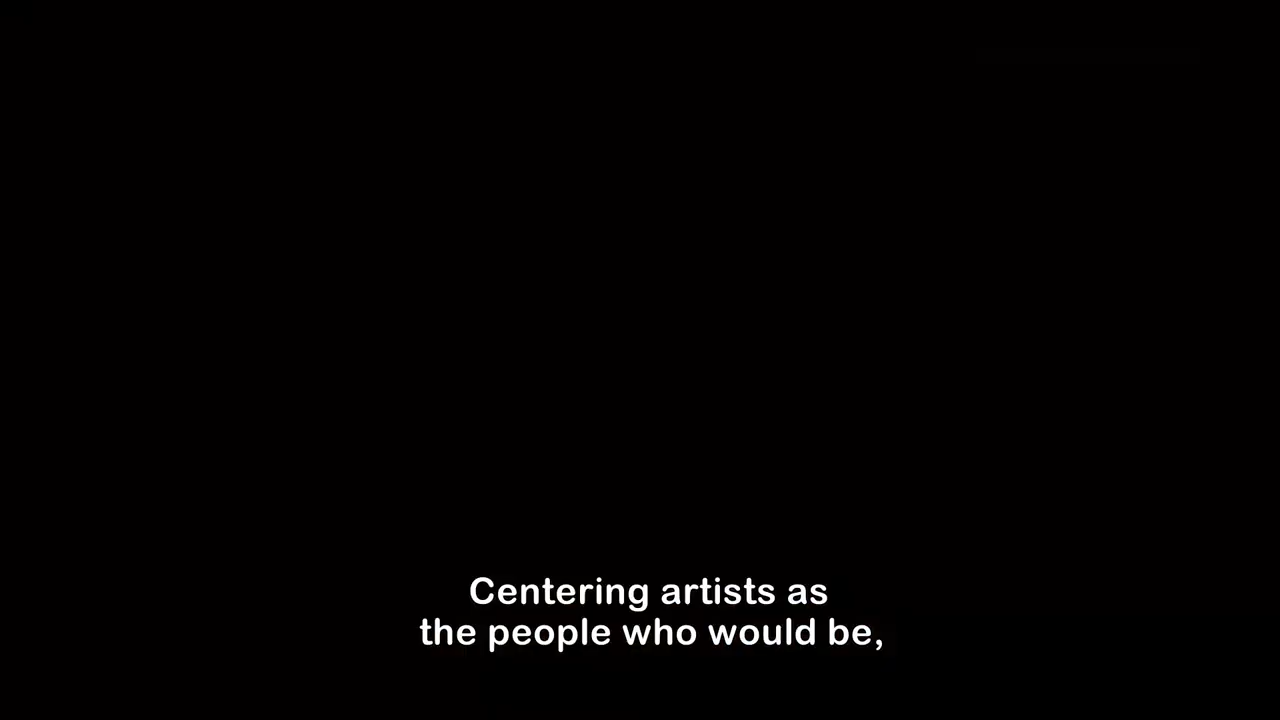 Centering artists as
the people who would be,